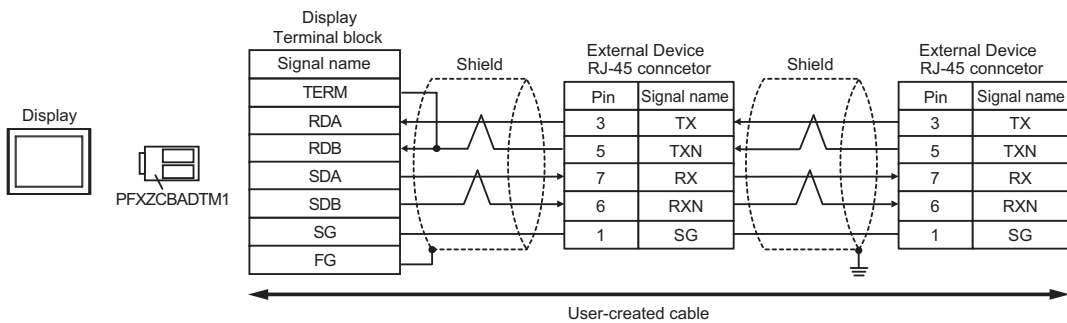 Display
Terminal block
Signal name
TERM
RDA
RDB
SDA
SDB
SG
FG
Shield
External Device
RJ-45 conncetor
Pin Signal name
3 TX
5 TXN
7 RX
6 RXN
1 SG
Shield
External Device
RJ-45 conncetor
Pin Signal name
3 TX
5 TXN
7 RX
6 RXN
1 SG
Display
PFXZCBADTM1
User-created cable